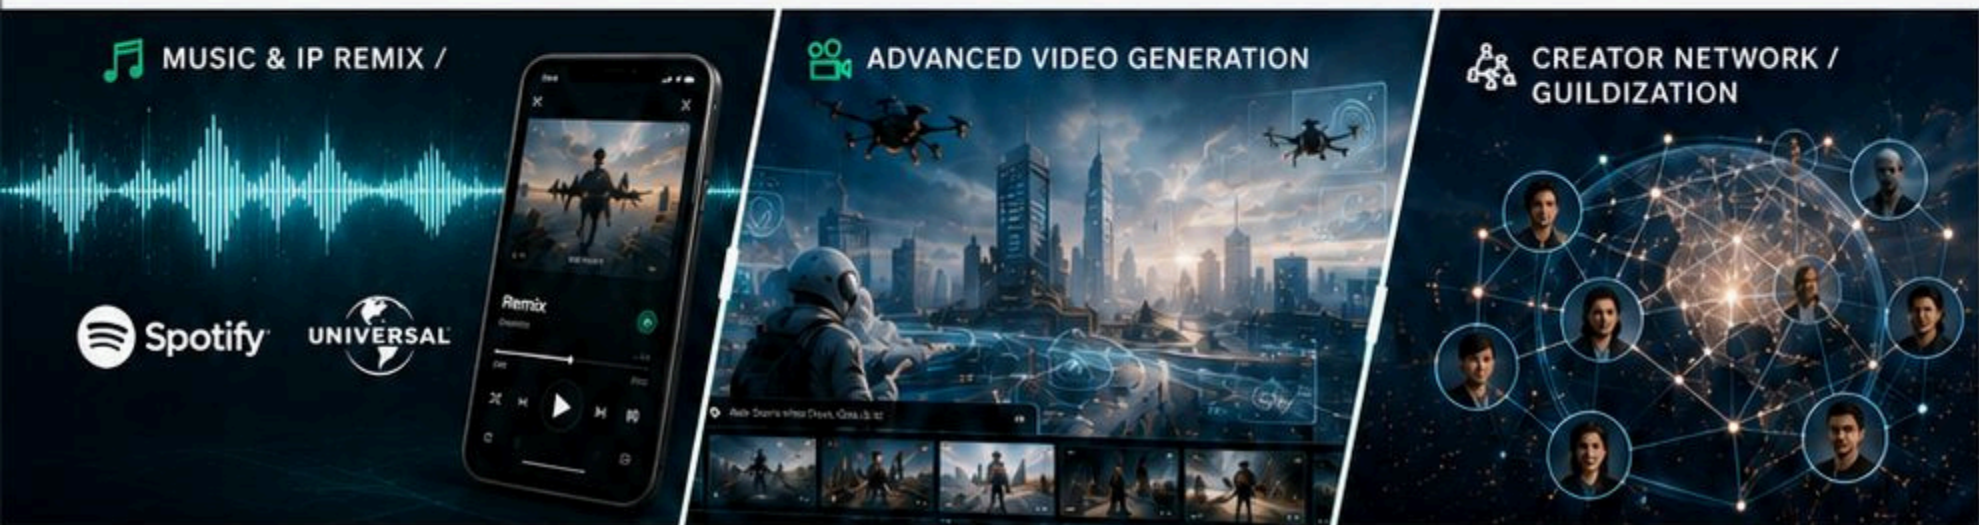 MUSIC & IP REMIX /
Spotify
UNIVERSAL
Remix
ADVANCED VIDEO GENERATION
CREATOR NETWORK /
GUILDIZATION